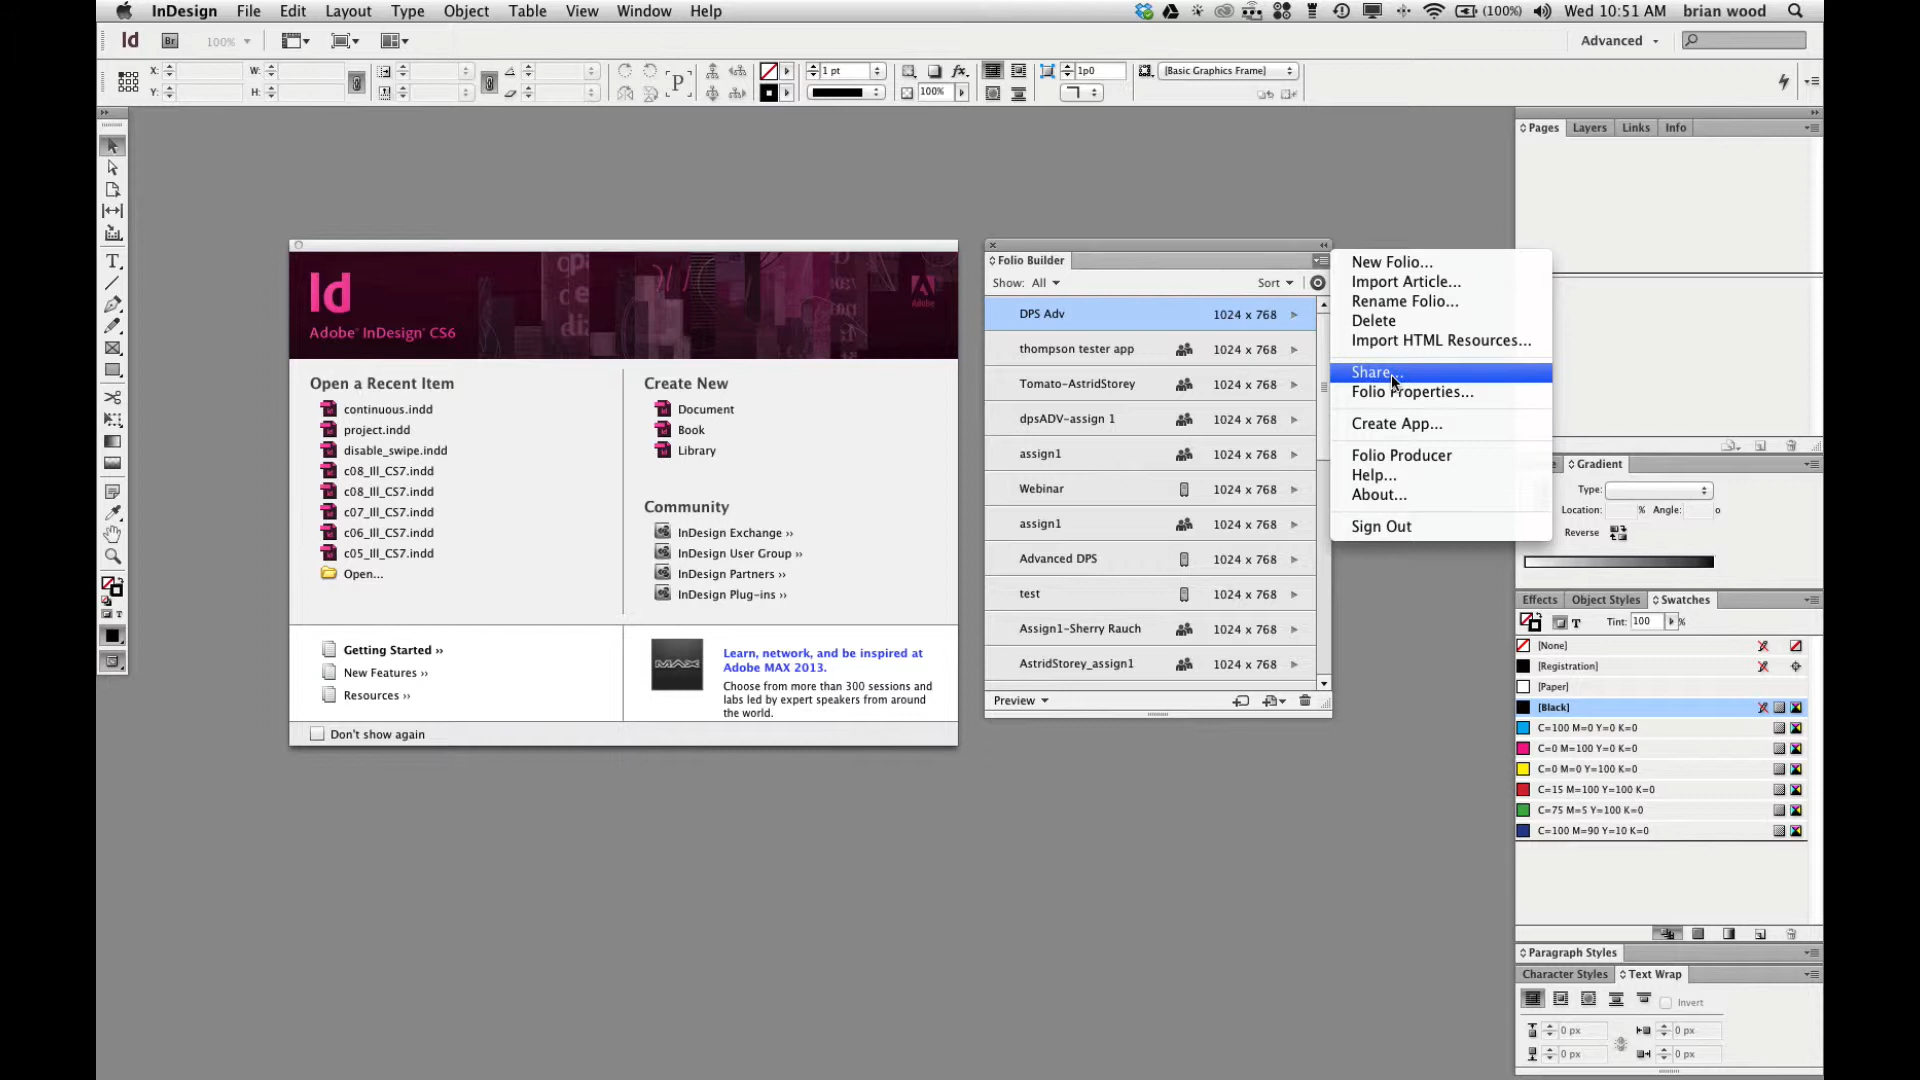 InDesign File Edit Layout Type Object Table View Window Help (100%) Wed 10:51 AM brian wood
Id Br 100% Advanced
X: W: 1 pt fx 1p0 [Basic Graphics Frame]
Y: H: P 100%
Pages Layers Links Info
Id
Adobe InDesign CS6
Adobe
Open a Recent Item
continuous.indd
project.indd
disable_swipe.indd
c08_Ill_CS7.indd
c08_Ill_CS7.indd
c07_Ill_CS7.indd
c06_Ill_CS7.indd
c05_Ill_CS7.indd
Open...
Create New
Document
Book
Library
Community
InDesign Exchange ››
InDesign User Group ››
InDesign Partners ››
InDesign Plug-ins ››
Getting Started ››
New Features ››
Resources ››
MAX
Learn, network, and be inspired at
Adobe MAX 2013.
Choose from more than 300 sessions and
labs led by expert speakers from around
the world.
Don't show again
Folio Builder
Show: All Sort
DPS Adv 1024 x 768
thompson tester app 1024 x 768
Tomato-AstridStorey 1024 x 768
dpsADV-assign 1 1024 x 768
assign1 1024 x 768
Webinar 1024 x 768
assign1 1024 x 768
Advanced DPS 1024 x 768
test 1024 x 768
Assign1-Sherry Rauch 1024 x 768
AstridStorey_assign1 1024 x 768
Preview
New Folio...
Import Article...
Rename Folio...
Delete
Import HTML Resources...
Share...
Folio Properties...
Create App...
Folio Producer
Help...
About...
Sign Out
Gradient
Type:
Location: % Angle: o
Reverse
Effects Object Styles Swatches
T Tint: 100 %
[None]
[Registration]
[Paper]
[Black]
C=100 M=0 Y=0 K=0
C=0 M=100 Y=0 K=0
C=0 M=0 Y=100 K=0
C=15 M=100 Y=100 K=0
C=75 M=5 Y=100 K=0
C=100 M=90 Y=10 K=0
Paragraph Styles
Character Styles Text Wrap
Invert
0 px 0 px
0 px 0 px